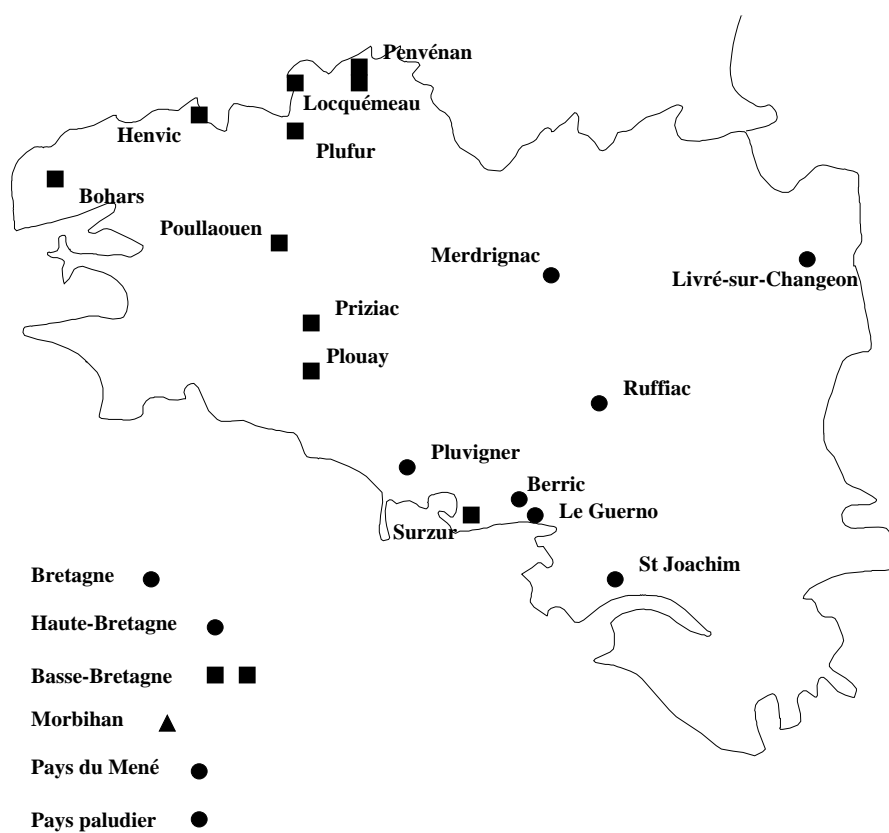 Penvénan
Locquémeau
Henvic
Plufur
Bohars
Poullaouen
Merdrignac
Livré-sur-Changeon
Priziac
Plouay
Ruffiac
Pluvigner
Berric
Le Guerno
Surzur
St Joachim
Bretagne
Haute-Bretagne
Basse-Bretagne
Morbihan
Pays du Mené
Pays paludier